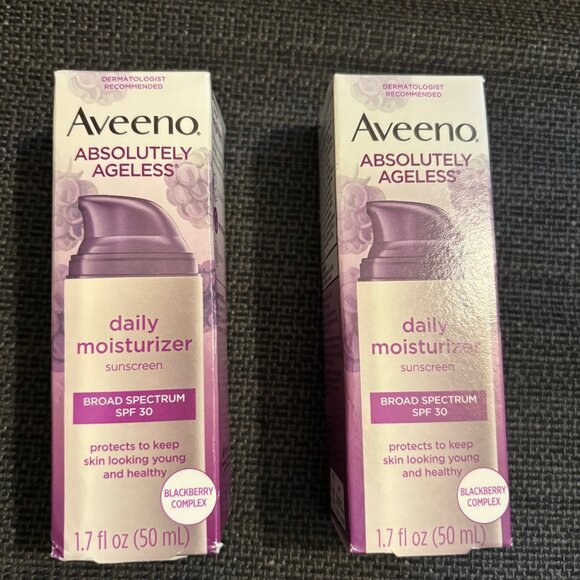 DERMATOLOGIST
RECOMMENDED
Aveeno®
ABSOLUTELY
AGELESS®
daily
moisturizer
sunscreen
BROAD SPECTRUM
SPF 30
protects to keep
skin looking young
and healthy
BLACKBERRY
COMPLEX
1.7 fl oz (50 mL)
DERMATOLOGIST
RECOMMENDED
Aveeno®
ABSOLUTELY
AGELESS®
daily
moisturizer
sunscreen
BROAD SPECTRUM
SPF 30
protects to keep
skin looking young
and healthy
BLACKBERRY
COMPLEX
1.7 fl oz (50 mL)